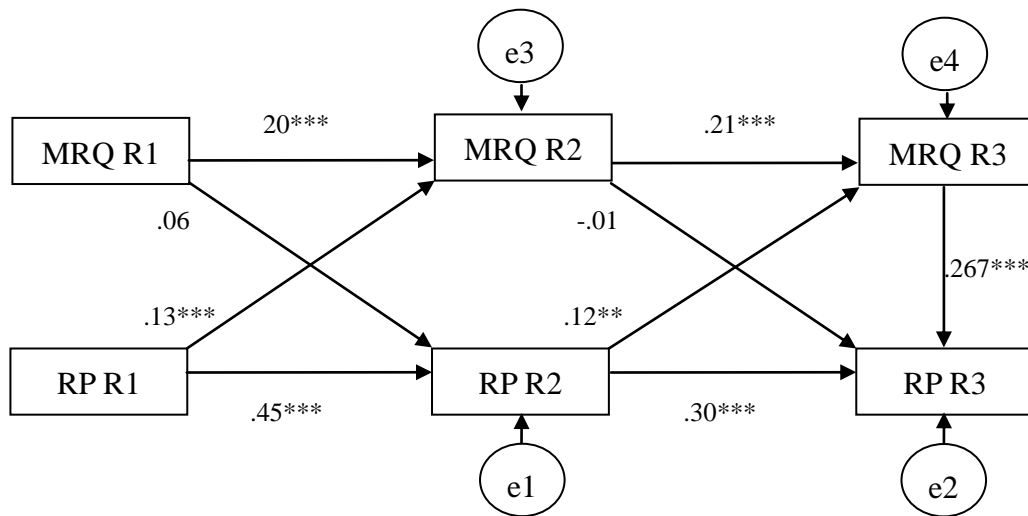 e3
e4
20***
.21***
MRQ R1
MRQ R2
MRQ R3
.06
-.01
.267***
.13***
.12**
RP R1
RP R2
RP R3
.45***
.30***
e1
e2